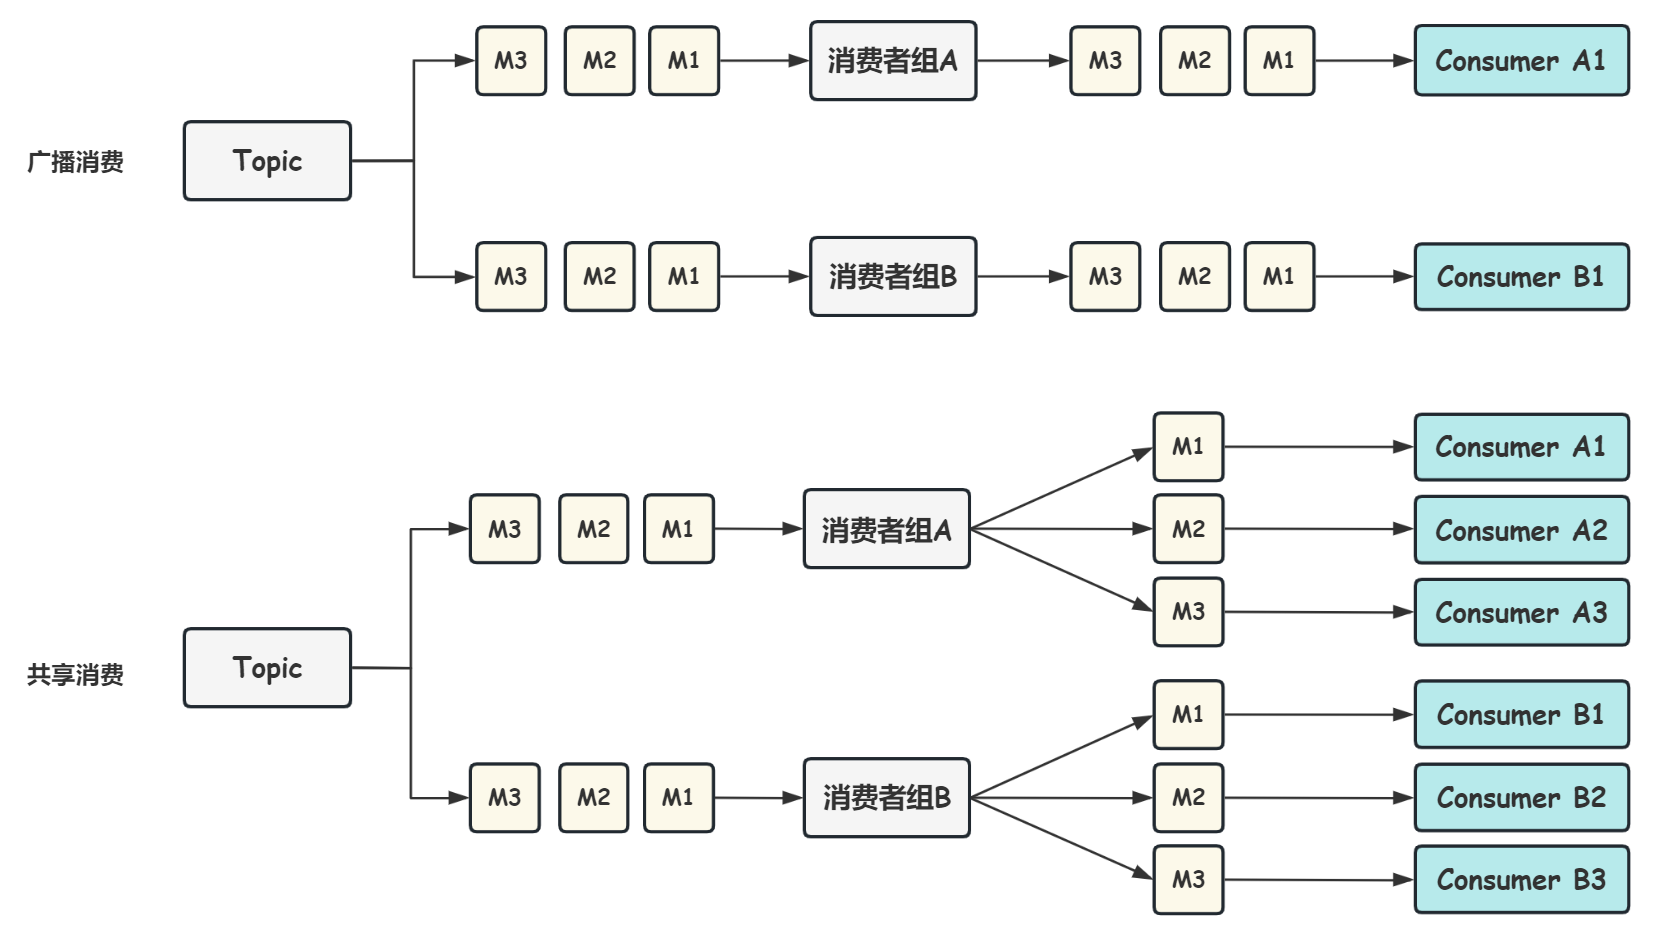 广播消费
Topic
M3 M2 M1 消费者组A M3 M2 M1 Consumer A1
M3 M2 M1 消费者组B M3 M2 M1 Consumer B1
共享消费
Topic
M3 M2 M1 消费者组A
M1 Consumer A1
M2 Consumer A2
M3 Consumer A3
M3 M2 M1 消费者组B
M1 Consumer B1
M2 Consumer B2
M3 Consumer B3